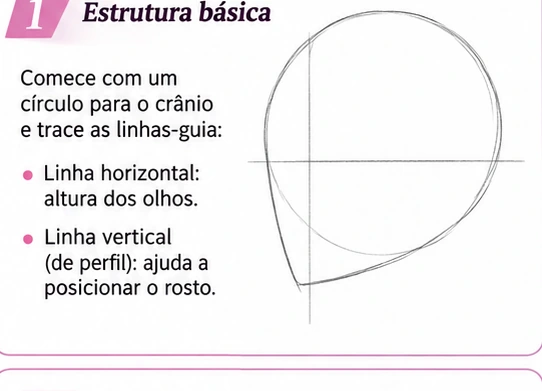 1 Estrutura básica
Comece com um
círculo para o crânio
e trace as linhas-guia:
Linha horizontal:
altura dos olhos.
Linha vertical
(de perfil): ajuda a
posicionar o rosto.